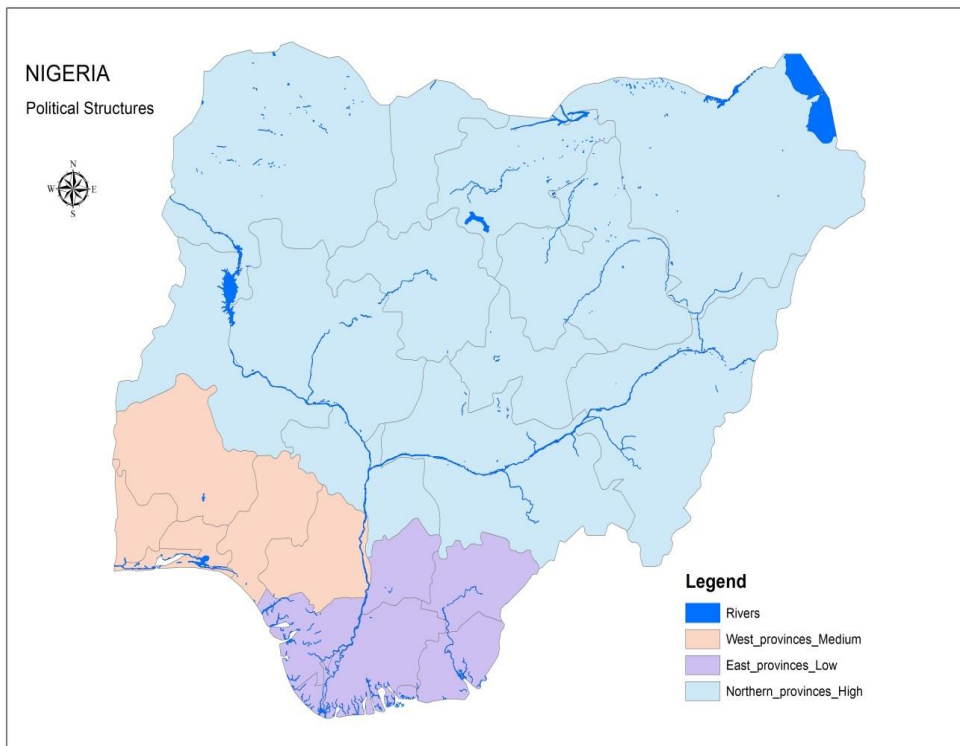 NIGERIA
Political Structures
N
W E
S
Legend
Rivers
West_provinces_Medium
East_provinces_Low
Northern_provinces_High